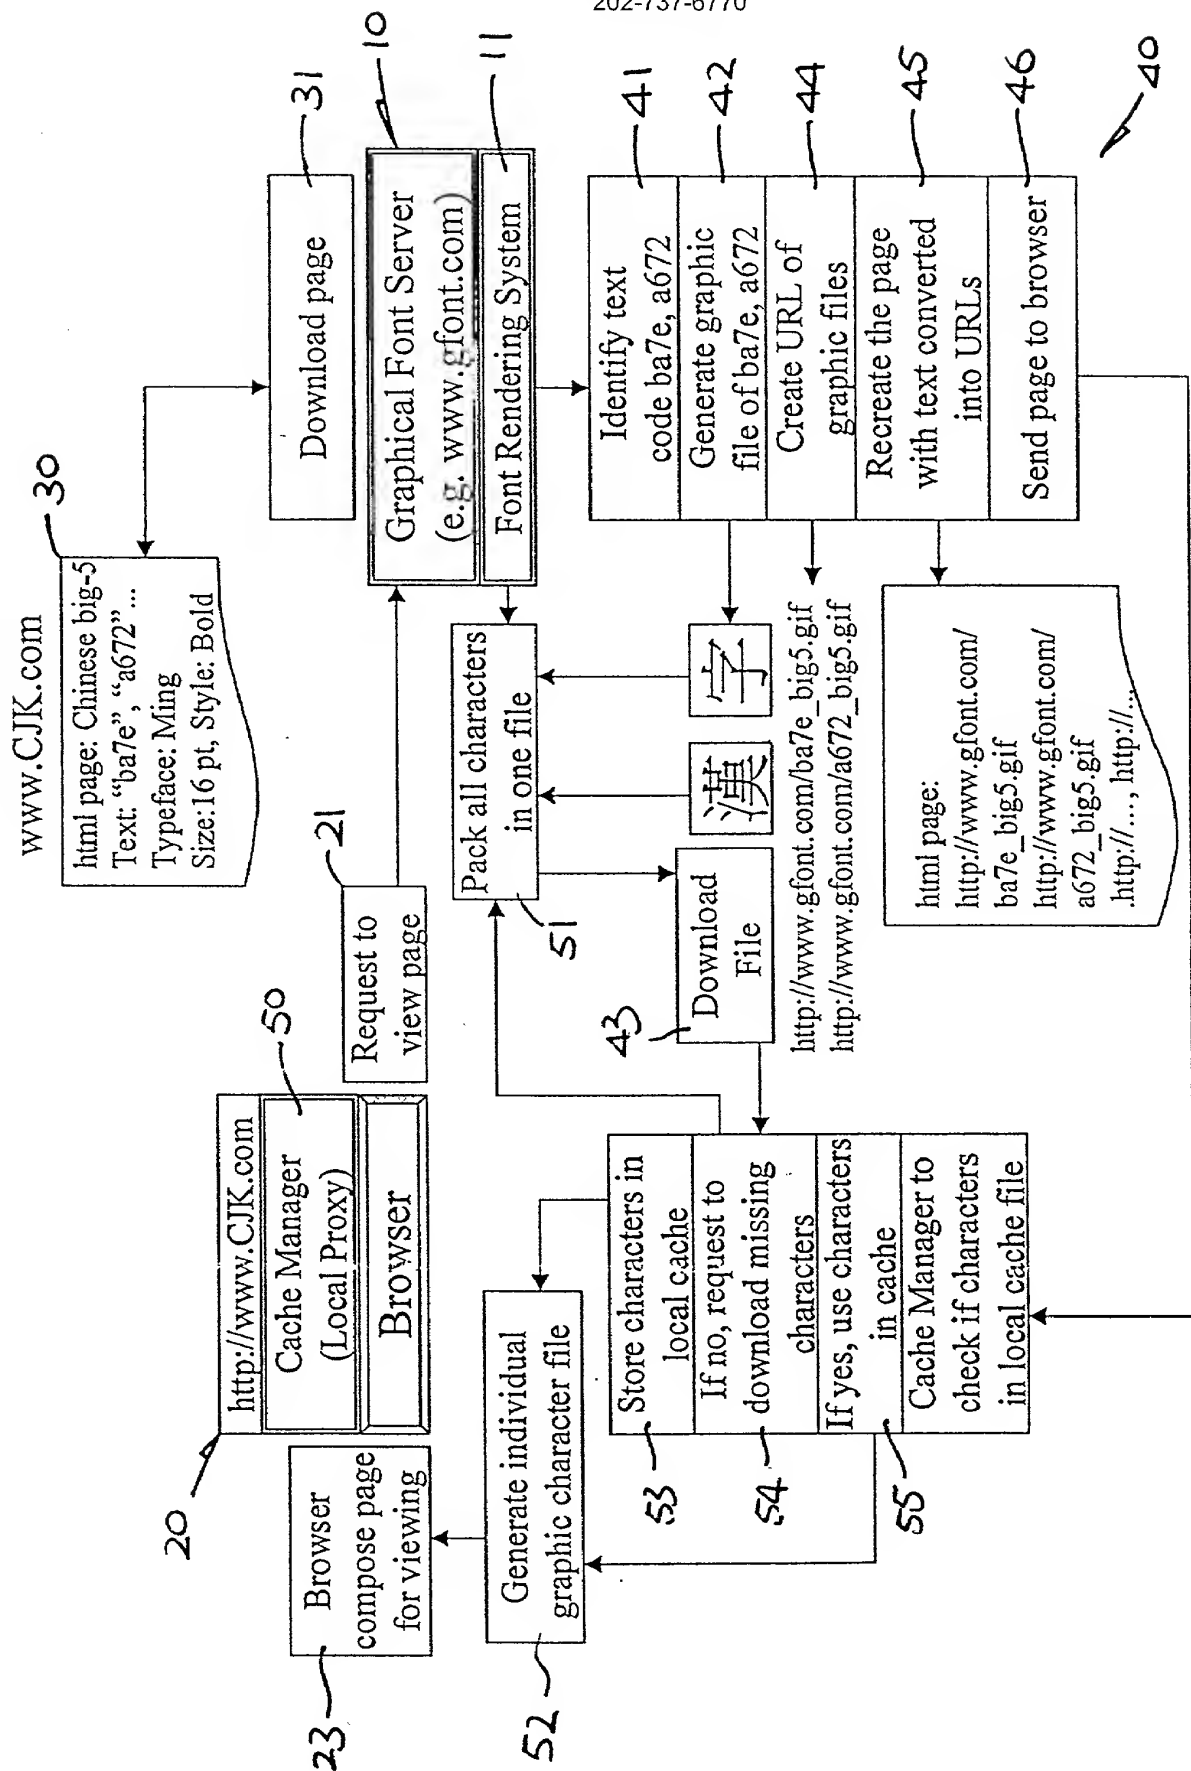 202-737-6770
www.CJK.com
30
html page: Chinese big-5
Text: “ba7e”, “a672” ...
Typeface: Ming
Size:16 pt, Style: Bold
31
Download page
10
Graphical Font Server
(e.g. www.gfont.com)
11
Font Rendering System
20
http://www.CJK.com
50
Cache Manager
(Local Proxy)
Browser
21
Request to
view page
23
Browser
compose page
for viewing
51
Pack all characters
in one file
41
Identify text
code ba7e, a672
42
Generate graphic
file of ba7e, a672
44
Create URL of
graphic files
45
Recreate the page
with text converted
into URLs
46
Send page to browser
40
漢
字
43
Download
File
http://www.gfont.com/ba7e_big5.gif
http://www.gfont.com/a672_big5.gif
html page:
http://www.gfont.com/
ba7e_big5.gif
http://www.gfont.com/
a672_big5.gif
.http://...., http://...
52
Generate individual
graphic character file
53
Store characters in
local cache
54
If no, request to
download missing
characters
55
If yes, use characters
in cache
Cache Manager to
check if characters
in local cache file